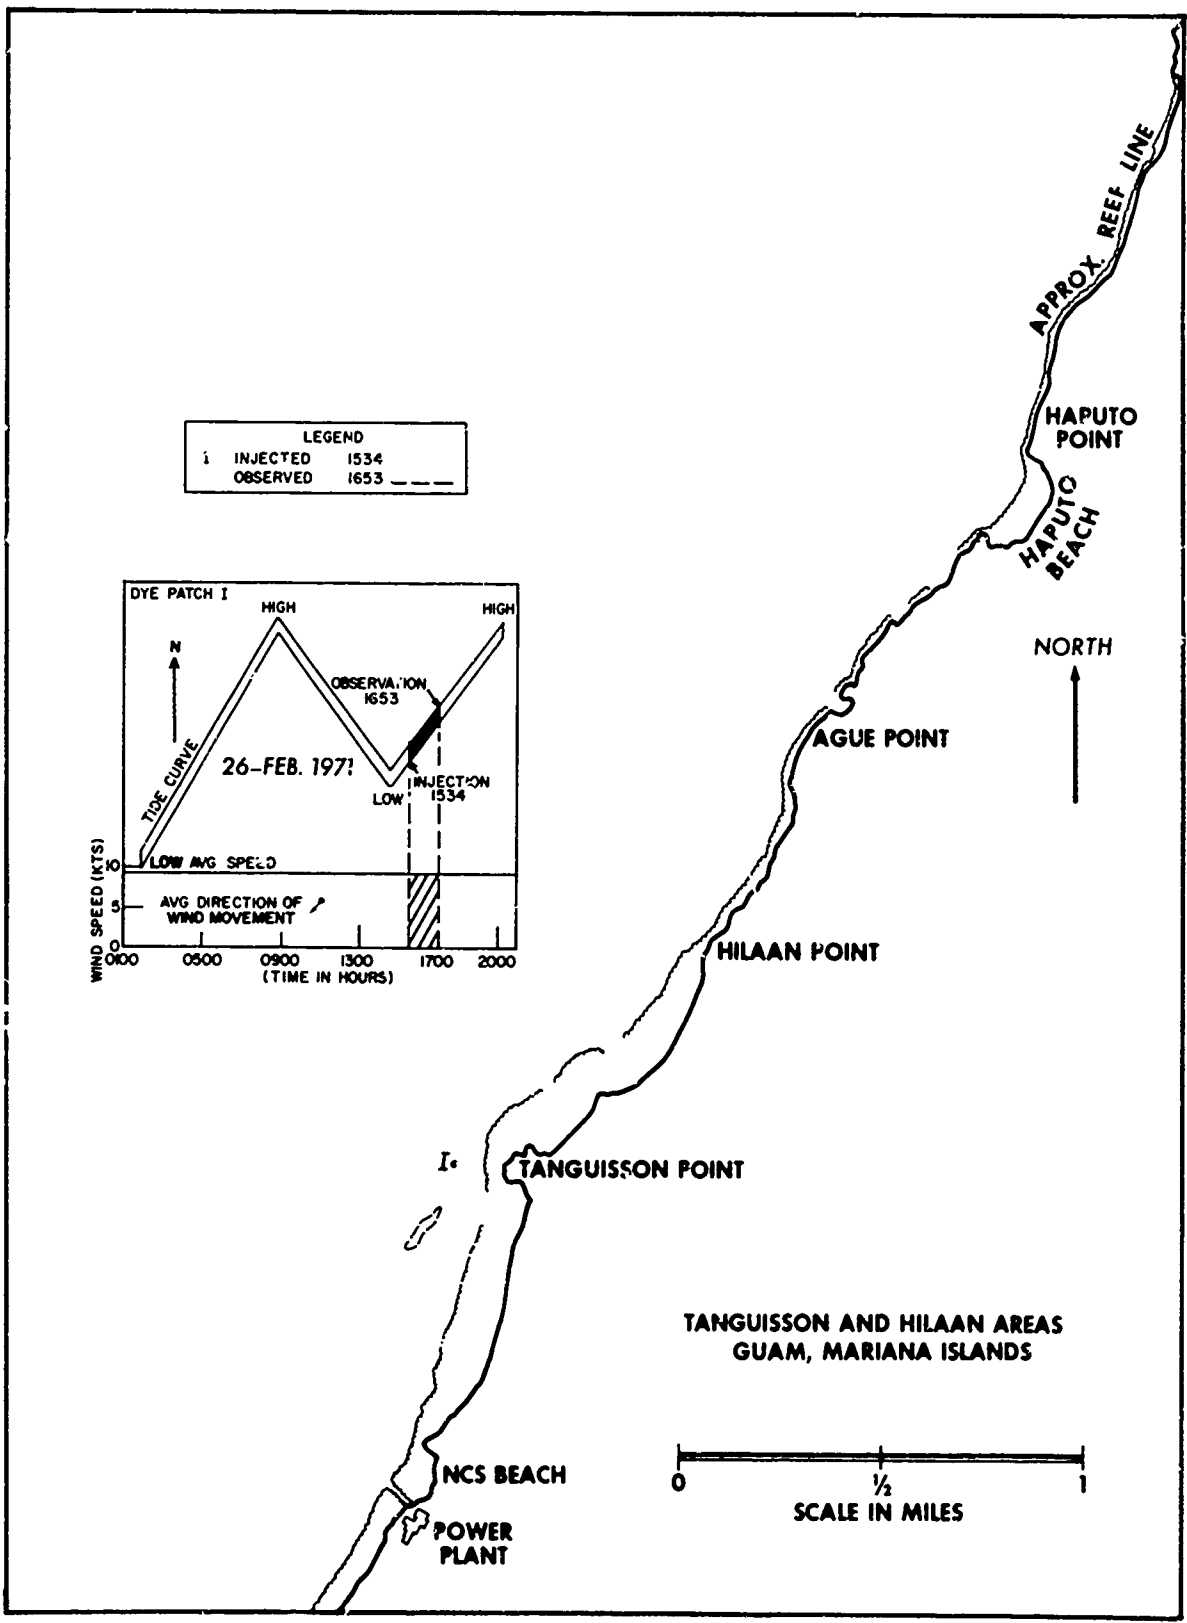 APPROX. REEF LINE
HAPUTO
POINT
HAPUTO
BEACH
LEGEND
INJECTED 1534
OBSERVED 1653
DYE PATCH I
HIGH
HIGH
N
OBSERVATION
1653
TIDE CURVE
26-FEB. 1971
INJECTION
1534
LOW
LOW AVG SPEED
AVG DIRECTION OF
WIND MOVEMENT
WIND SPEED (KTS)
10
5
0
0100 0500 0900 1300 1700 2000
(TIME IN HOURS)
NORTH
AGUE POINT
HILAAN POINT
I
TANGUISSON POINT
TANGUISSON AND HILAAN AREAS
GUAM, MARIANA ISLANDS
0 ½ 1
SCALE IN MILES
NCS BEACH
POWER
PLANT